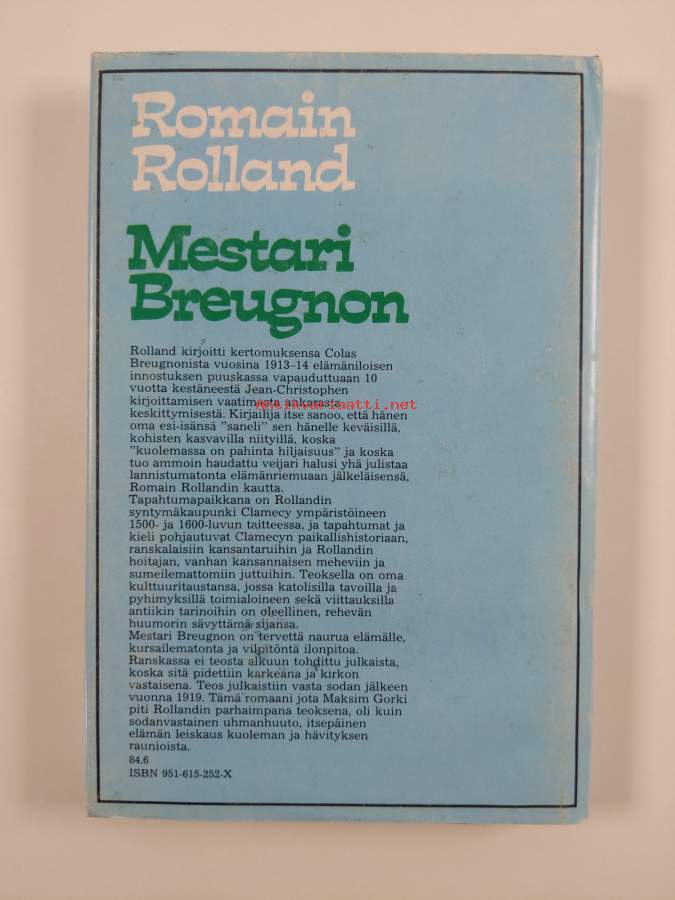 Romain
Rolland
Mestari
Breugnon
Rolland kirjoitti kertomuksensa Colas
Breugnonista vuosina 1913–14 elämäniloisen
innostuksen puuskassa vapauduttuaan 10
vuotta kestäneestä Jean-Christophen
kirjoittamisen vaatimasta ankarasta
antikvariaatti.net
keskittymisestä. Kirjailija itse sanoo, että hänen
oma esi-isänsä ”saneli” sen hänelle keväisillä,
kohisten kasvavilla niityillä, koska
”kuolemassa on pahinta hiljaisuus” ja koska
tuo ammoin haudattu veijari halusi yhä julistaa
lannistumatonta elämänriemuaan jälkeläisensä,
Romain Rollandin kautta.
Tapahtumapaikkana on Rollandin
syntymäkaupunki Clamecy ympäristöineen
1500- ja 1600-luvun taitteessa, ja tapahtumat ja
kieli pohjautuvat Clamecyn paikallishistoriaan,
ranskalaisiin kansantaruihin ja Rollandin
hoitajan, vanhan kansannaisen meheviin ja
sumeilemattomiin juttuihin. Teoksella on oma
kulttuuritaustansa, jossa katolisilla tavoilla ja
pyhimyksillä toimialoineen sekä viittauksilla
antiikin tarinoihin on oleellinen, rehevän
huumorin sävyttämä sijansa.
Mestari Breugnon on tervettä naurua elämälle,
kursailematonta ja vilpitöntä ilonpitoa.
Ranskassa ei teosta alkuun tohdittu julkaista,
koska sitä pidettiin karkeana ja kirkon
vastaisena. Teos julkaistiin vasta sodan jälkeen
vuonna 1919. Tämä romaani jota Maksim Gorki
piti Rollandin parhaimpana teoksena, oli kuin
sodanvastainen uhmanhuuto, itsepäinen
elämän leiskaus kuoleman ja hävityksen
raunioista.
84.6
ISBN 951-615-252-X